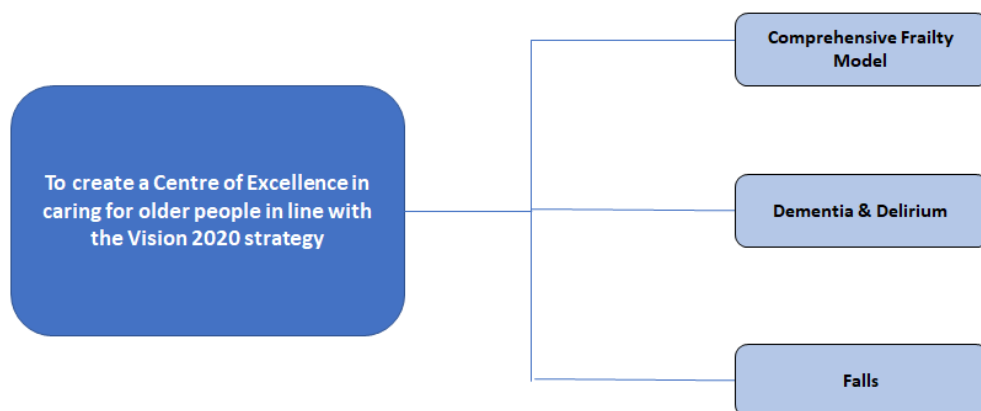 Comprehensive Frailty
Model
To create a Centre of Excellence in
caring for older people in line with
the Vision 2020 strategy
Dementia & Delirium
Falls